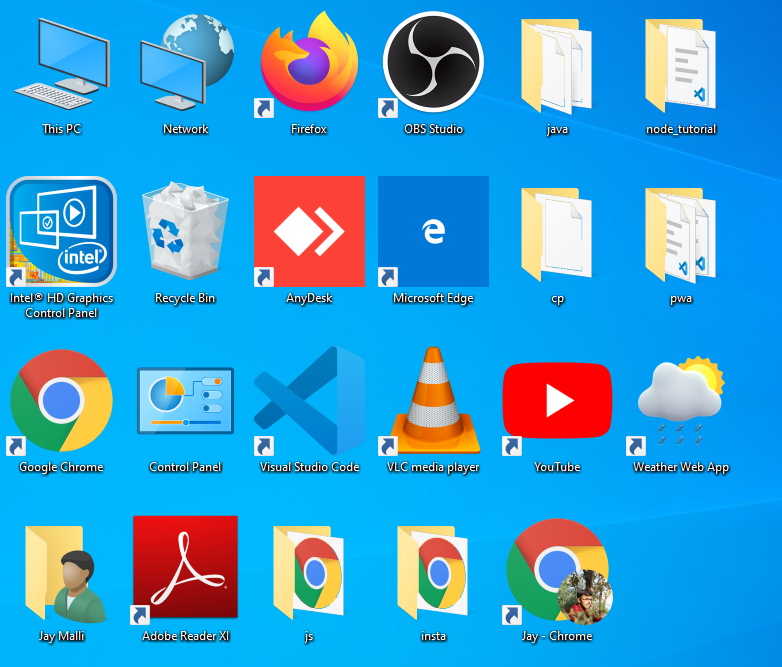 This PC
Network
Firefox
OBS Studio
java
node_tutorial
intel
Intel® HD Graphics
Control Panel
Recycle Bin
AnyDesk
Microsoft Edge
cp
pwa
Google Chrome
Control Panel
Visual Studio Code
VLC media player
YouTube
Weather Web App
Jay Malli
Adobe Reader XI
js
insta
Jay - Chrome